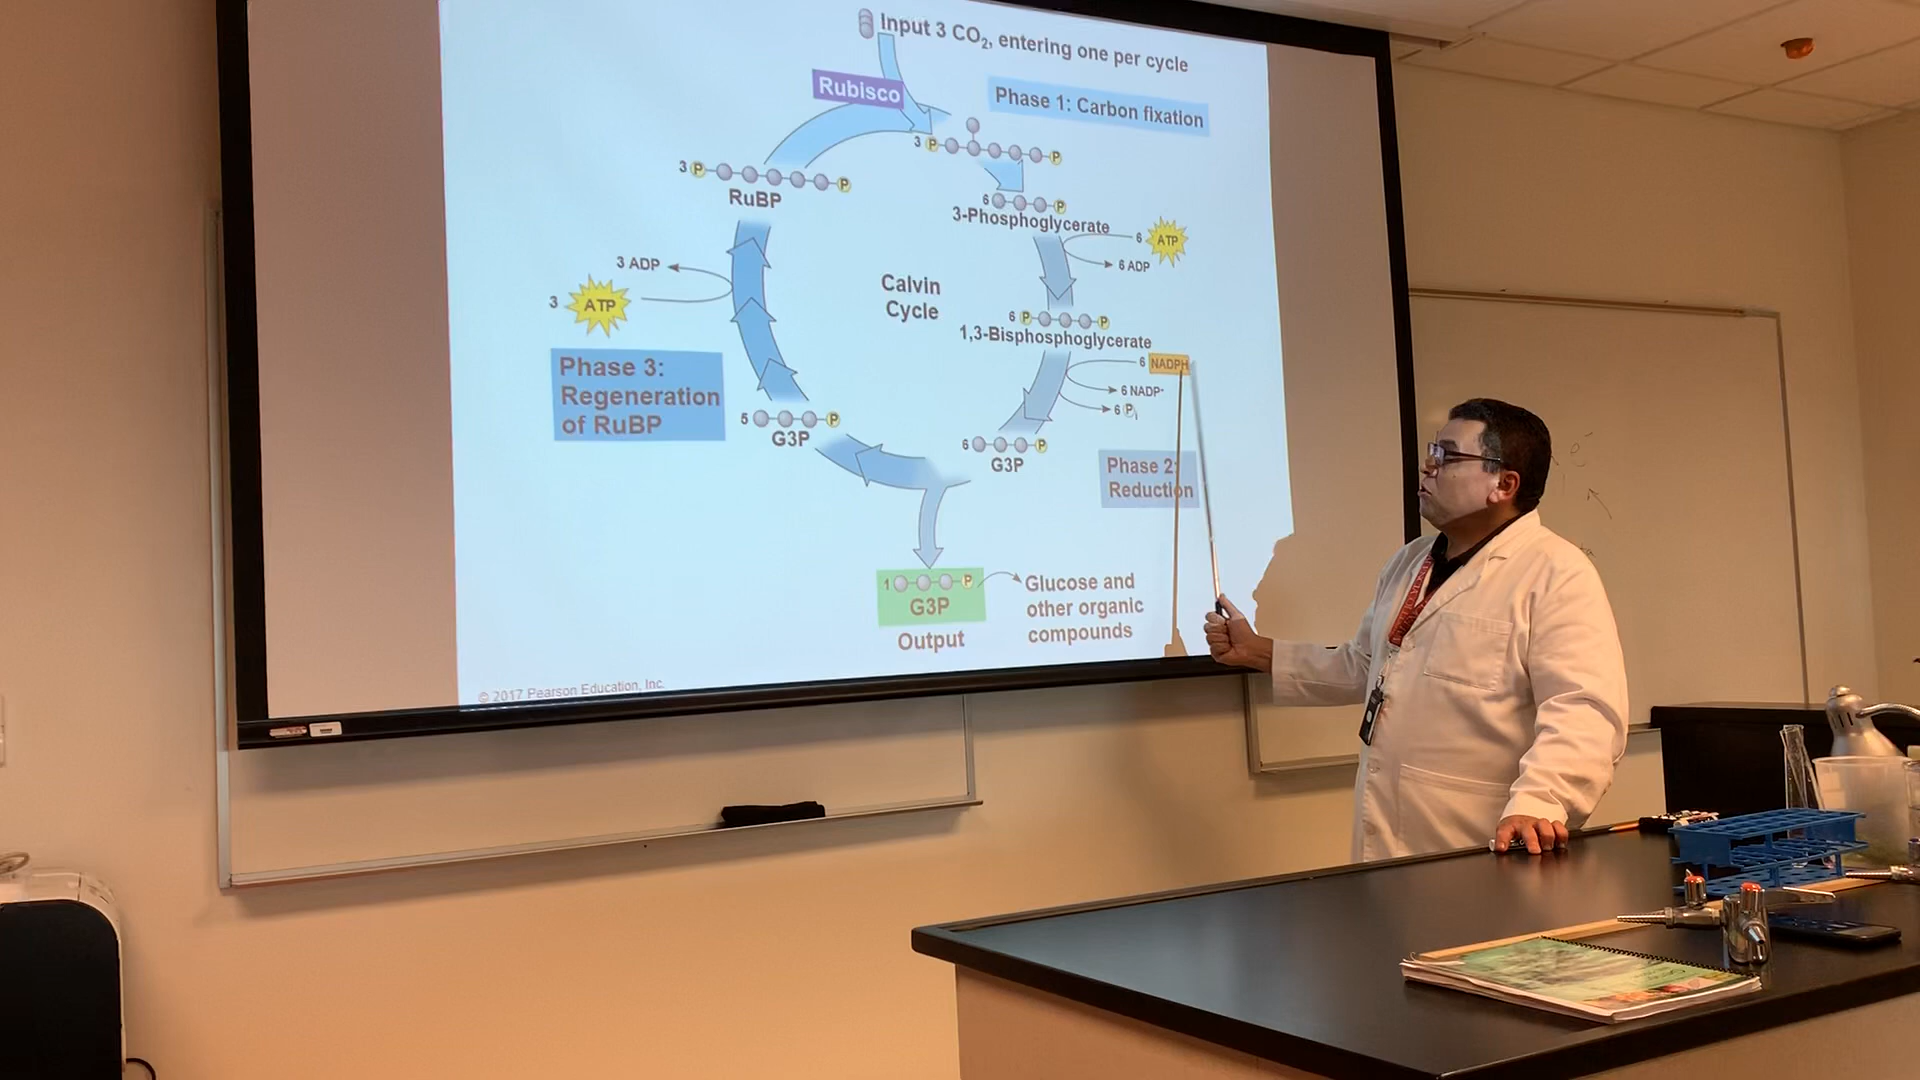 Input 3 CO2, entering one per cycle
Rubisco
Phase 1: Carbon fixation
3 P P
3 P P
RuBP
6 P
3-Phosphoglycerate
6 ATP
6 ADP
3 ADP
3 ATP
Calvin
Cycle
6 P P
1,3-Bisphosphoglycerate
6 NADPH
6 NADP+
6 Pi
Phase 3:
Regeneration
of RuBP
5 P
G3P
6 P
G3P
Phase 2:
Reduction
1 P
G3P
Output
Glucose and
other organic
compounds
© 2017 Pearson Education, Inc.
e-